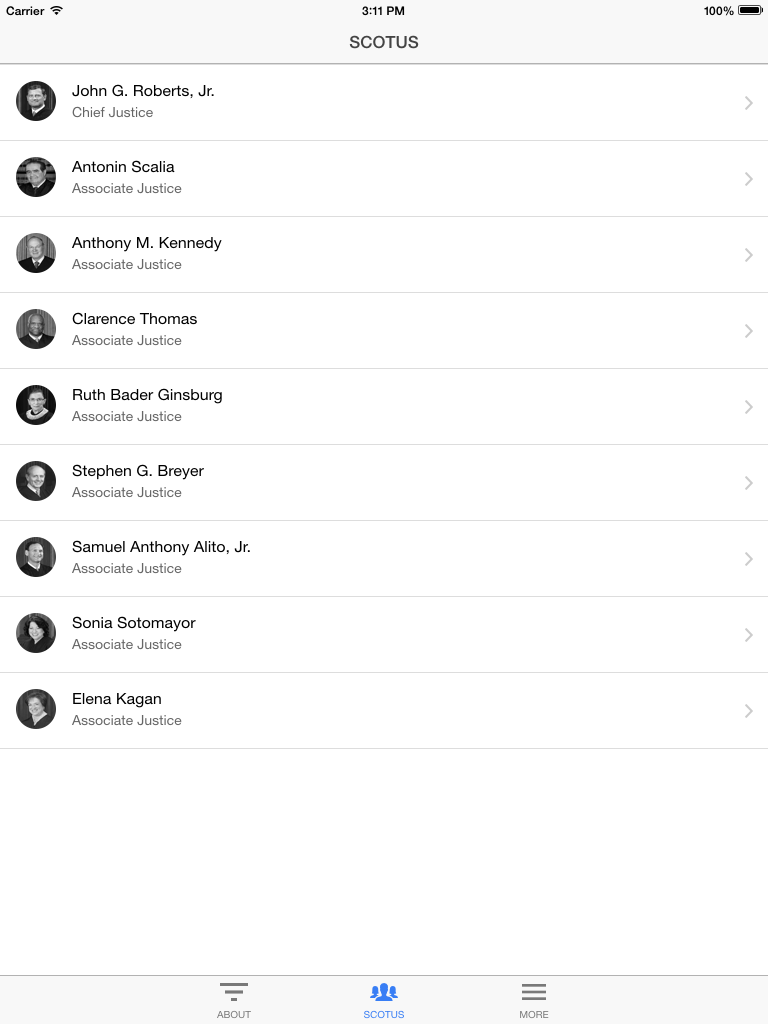 Carrier 3:11 PM 100%
SCOTUS
John G. Roberts, Jr.
Chief Justice
Antonin Scalia
Associate Justice
Anthony M. Kennedy
Associate Justice
Clarence Thomas
Associate Justice
Ruth Bader Ginsburg
Associate Justice
Stephen G. Breyer
Associate Justice
Samuel Anthony Alito, Jr.
Associate Justice
Sonia Sotomayor
Associate Justice
Elena Kagan
Associate Justice
ABOUT SCOTUS MORE